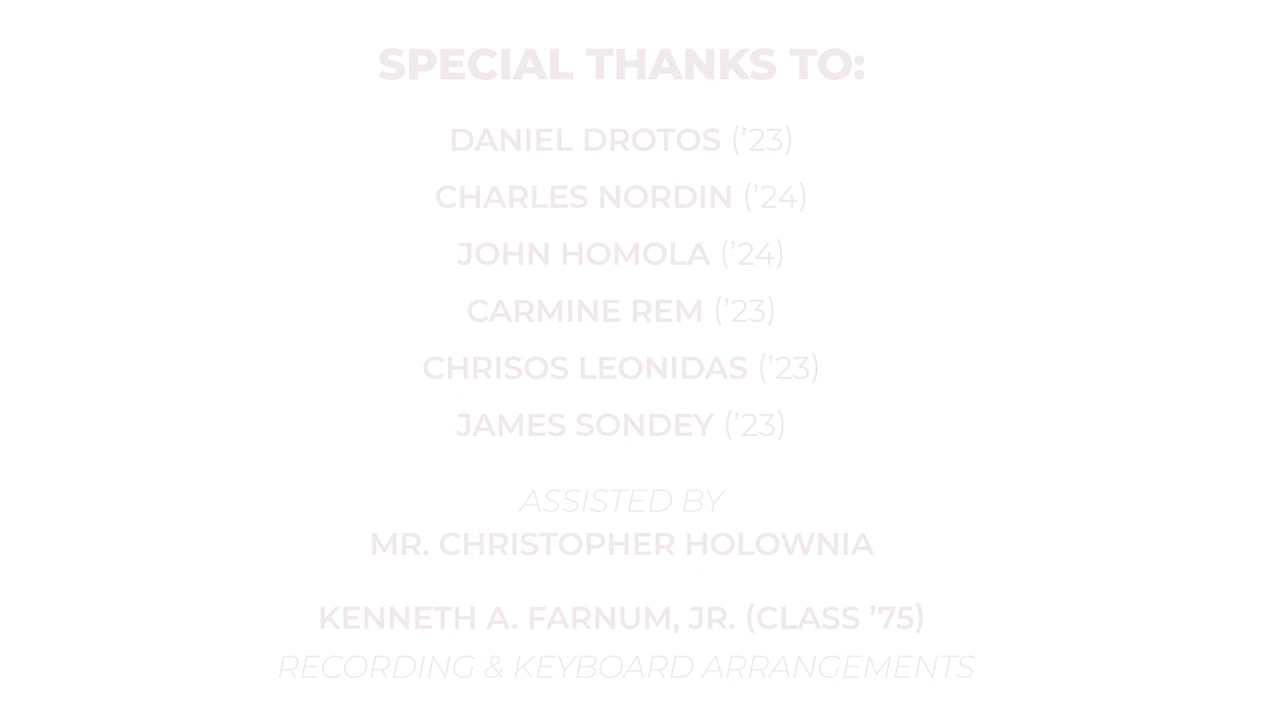 SPECIAL THANKS TO:
DANIEL DROTOS (’23)
CHARLES NORDIN (’24)
JOHN HOMOLA (’24)
CARMINE REM (’23)
CHRISOS LEONIDAS (’23)
JAMES SONDEY (’23)
ASSISTED BY
MR. CHRISTOPHER HOLOWNIA
KENNETH A. FARNUM, JR. (CLASS ’75)
RECORDING & KEYBOARD ARRANGEMENTS